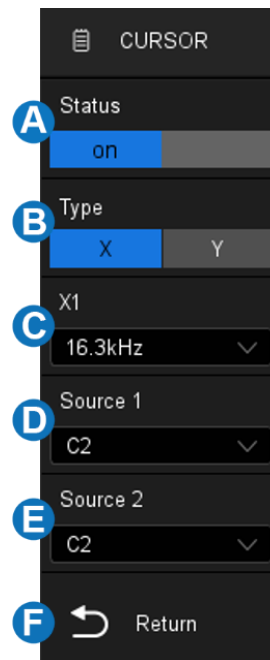 CURSOR
A
Status
on
B
Type
X Y
C
X1
16.3kHz
D
Source 1
C2
E
Source 2
C2
F
Return